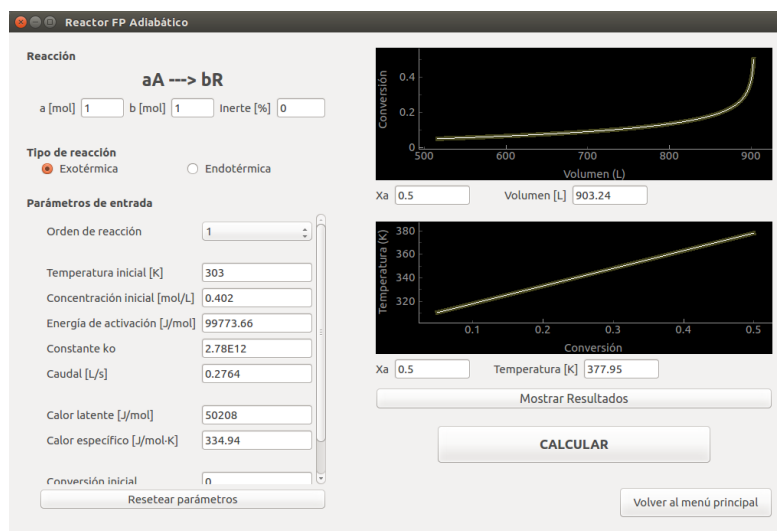 Reactor FP Adiabático
Reacción
aA ---> bR
a [mol] 1 b [mol] 1 Inerte [%] 0
Tipo de reacción
Exotérmica Endotérmica
Parámetros de entrada
Orden de reacción 1
Temperatura inicial [K] 303
Concentración inicial [mol/L] 0.402
Energía de activación [J/mol] 99773.66
Constante ko 2.78E12
Caudal [L/s] 0.2764
Calor latente [J/mol] 50208
Calor específico [J/mol·K] 334.94
Conversión inicial 0
Resetear parámetros
Conversión
0.4
0.2
0
500 600 700 800 900
Volumen (L)
Xa 0.5 Volumen [L] 903.24
Temperatura (K)
380
360
340
320
0.1 0.2 0.3 0.4 0.5
Conversión
Xa 0.5 Temperatura [K] 377.95
Mostrar Resultados
CALCULAR
Volver al menú principal